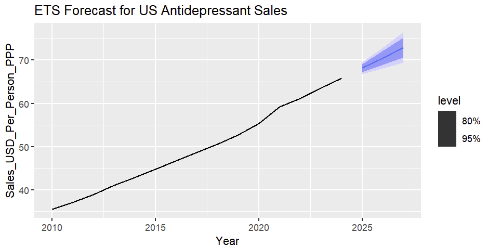 ETS Forecast for US Antidepressant Sales
Sales_USD_Per_Person_PPP
70
60
50
40
2010
2015
2020
2025
Year
level
80%
95%